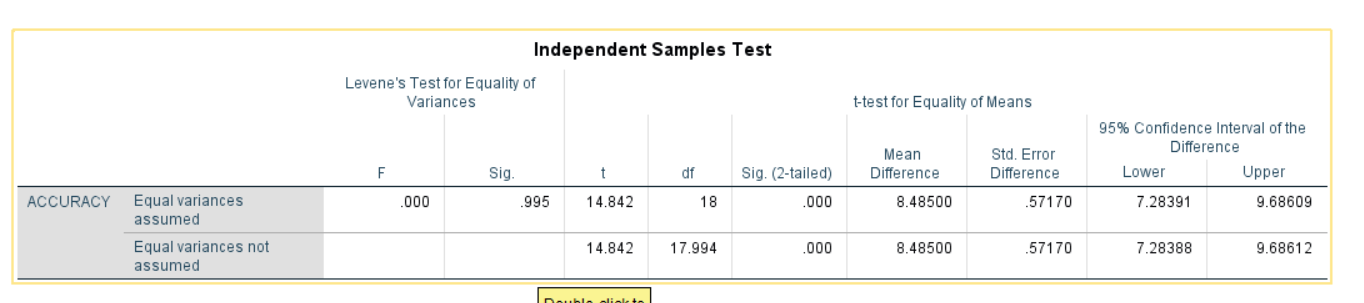 Independent Samples Test
Levene's Test for Equality of
Variances
t-test for Equality of Means
95% Confidence Interval of the
Difference
F Sig. t df Sig. (2-tailed) Mean Difference Std. Error Difference Lower Upper
ACCURACY Equal variances assumed .000 .995 14.842 18 .000 8.48500 .57170 7.28391 9.68609
Equal variances not assumed 14.842 17.994 .000 8.48500 .57170 7.28388 9.68612
Double-click to